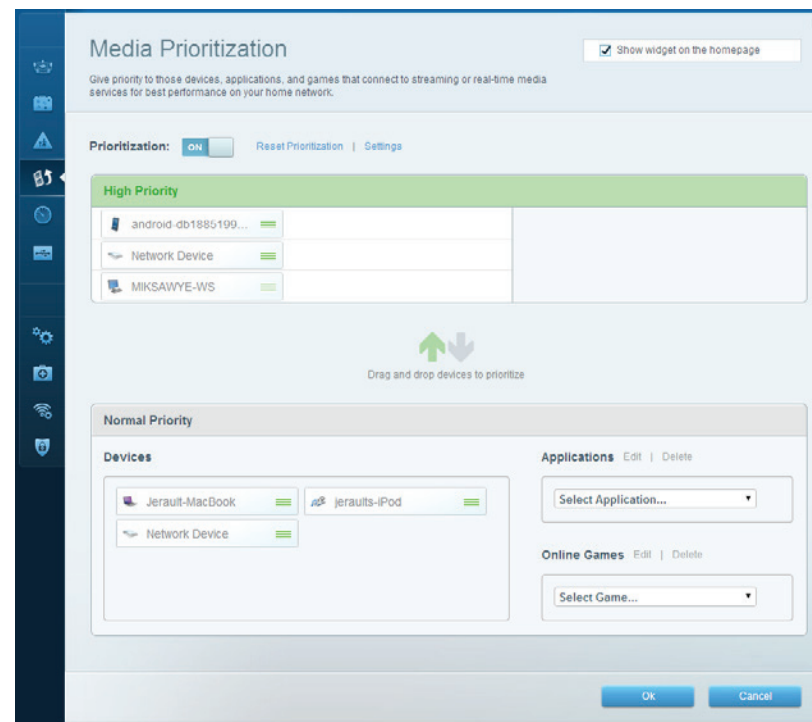 Media Prioritization
Show widget on the homepage
Give priority to those devices, applications, and games that connect to streaming or real-time media
services for best performance on your home network.
Prioritization: ON Reset Prioritization | Settings
High Priority
android-db1885199...
Network Device
MIKSAWYE-WS
Drag and drop devices to prioritize
Normal Priority
Devices
Jerault-MacBook
jeraults-iPod
Network Device
Applications Edit | Delete
Select Application...
Online Games Edit | Delete
Select Game...
Ok
Cancel